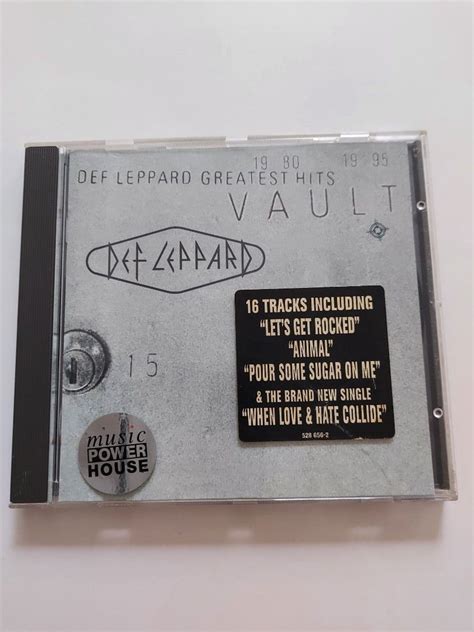 19 80 19 95
DEF LEPPARD GREATEST HITS
VAULT
DEF LEPPARD
16 TRACKS INCLUDING
"LET'S GET ROCKED"
"ANIMAL"
"POUR SOME SUGAR ON ME"
& THE BRAND NEW SINGLE
"WHEN LOVE & HATE COLLIDE"
528 656-2
15
music
POWER
HOUSE